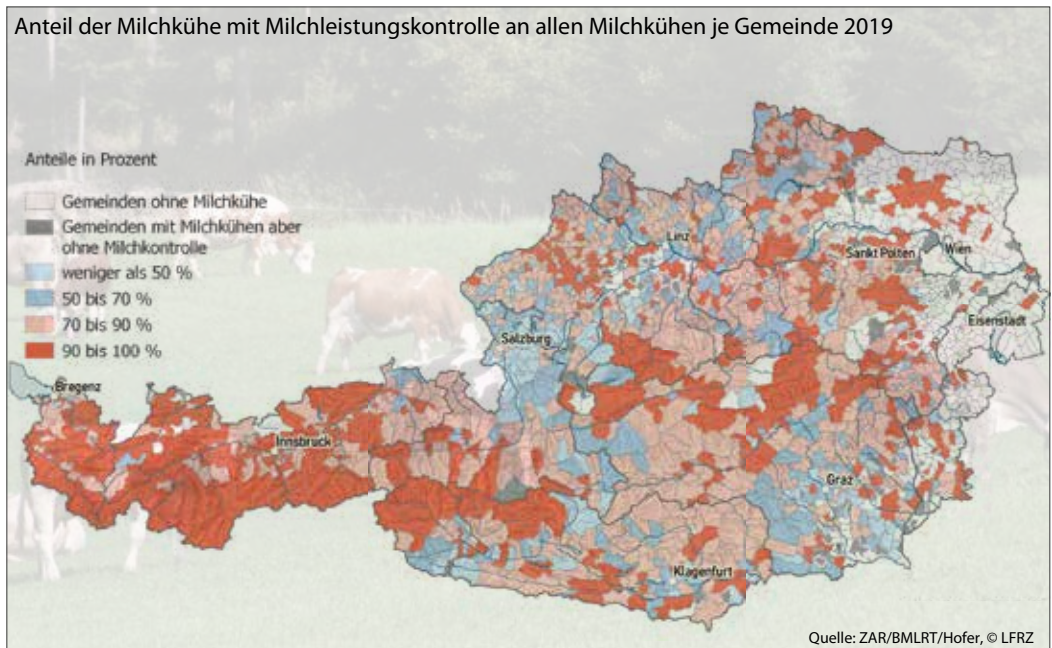 Anteil der Milchkühe mit Milchleistungskontrolle an allen Milchkühen je Gemeinde 2019
Anteile in Prozent
Gemeinden ohne Milchkühe
Gemeinden mit Milchkühen aber
ohne Milchkontrolle
weniger als 50 %
50 bis 70 %
70 bis 90 %
90 bis 100 %
Linz
Sankt Pölten
Wien
Eisenstadt
Salzburg
Bregenz
Innsbruck
Graz
Klagenfurt
Quelle: ZAR/BMLRT/Hofer, © LFRZ